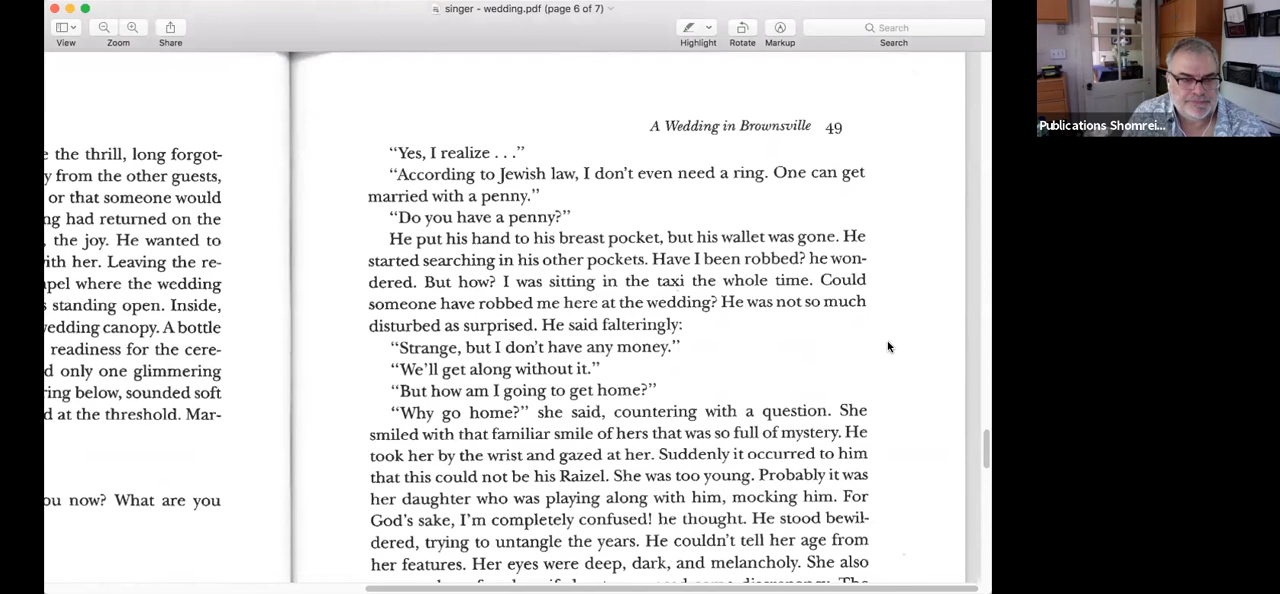 singer - wedding.pdf (page 6 of 7)
View
Zoom
Share
Highlight
Rotate
Markup
Search
Search
e the thrill, long forgot-
y from the other guests,
or that someone would
ng had returned on the
, the joy. He wanted to
ith her. Leaving the re-
pel where the wedding
s standing open. Inside,
edding canopy. A bottle
readiness for the cere-
d only one glimmering
ring below, sounded soft
d at the threshold. Mar-
ou now? What are you
A Wedding in Brownsville 49
“Yes, I realize . . .”
“According to Jewish law, I don’t even need a ring. One can get
married with a penny.”
“Do you have a penny?”
He put his hand to his breast pocket, but his wallet was gone. He
started searching in his other pockets. Have I been robbed? he won-
dered. But how? I was sitting in the taxi the whole time. Could
someone have robbed me here at the wedding? He was not so much
disturbed as surprised. He said falteringly:
“Strange, but I don’t have any money.”
“We’ll get along without it.”
“But how am I going to get home?”
“Why go home?” she said, countering with a question. She
smiled with that familiar smile of hers that was so full of mystery. He
took her by the wrist and gazed at her. Suddenly it occurred to him
that this could not be his Raizel. She was too young. Probably it was
her daughter who was playing along with him, mocking him. For
God’s sake, I’m completely confused! he thought. He stood bewil-
dered, trying to untangle the years. He couldn’t tell her age from
her features. Her eyes were deep, dark, and melancholy. She also
Publications Shomrei...